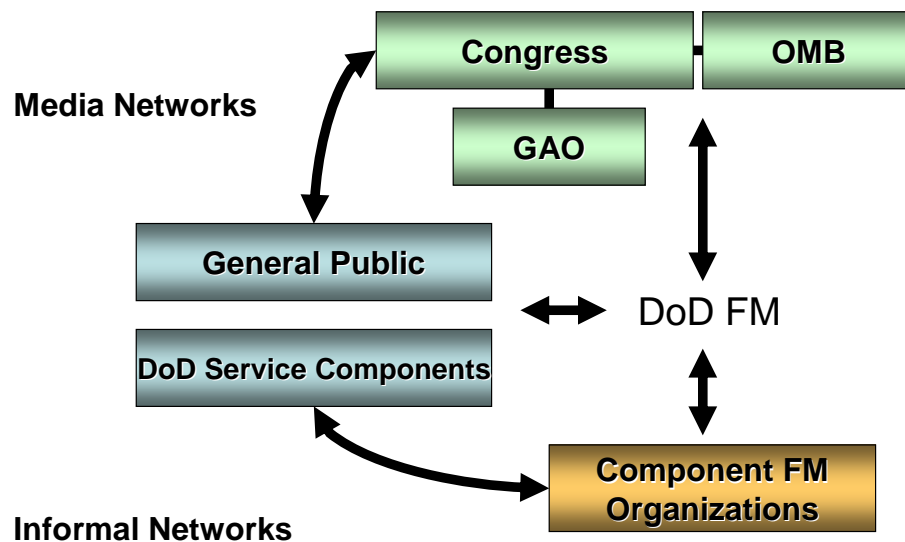 Congress
OMB
Media Networks
GAO
General Public
DoD FM
DoD Service Components
Component FM
Organizations
Informal Networks